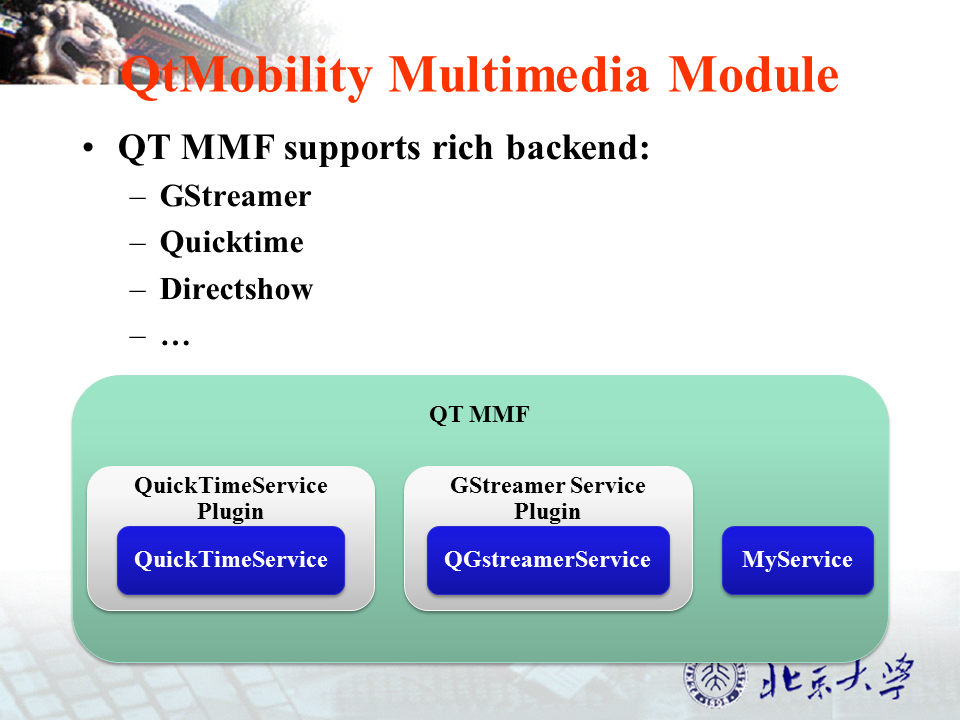 QtMobility Multimedia Module
• QT MMF supports rich backend:
– GStreamer
– Quicktime
– Directshow
– …
QT MMF
QuickTimeService
Plugin
QuickTimeService
GStreamer Service
Plugin
QGstreamerService
MyService
北京大学